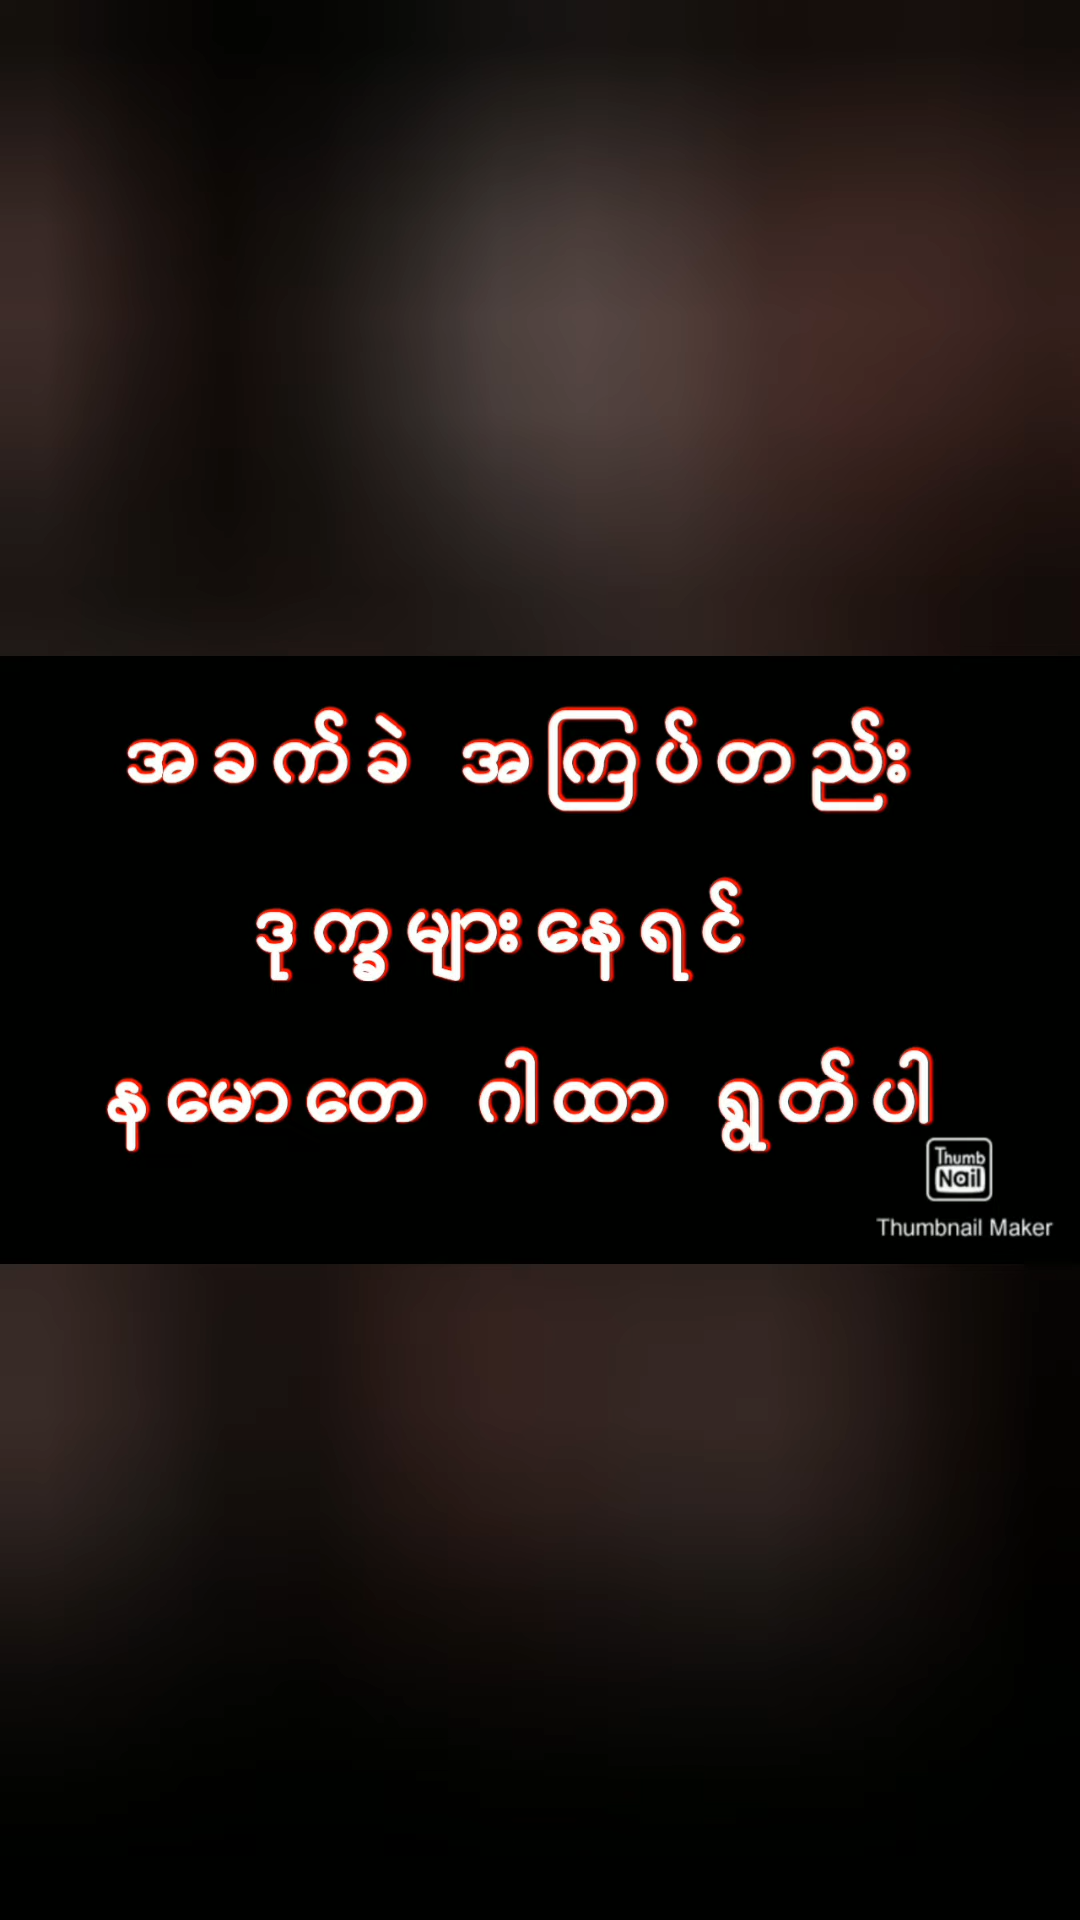 အခက်ခဲ အကြပ်တည်း
ဒုက္ခများနေရင်
နမောတေ ဂါထာ ရွတ်ပါ
Thumb
Nail
Thumbnail Maker